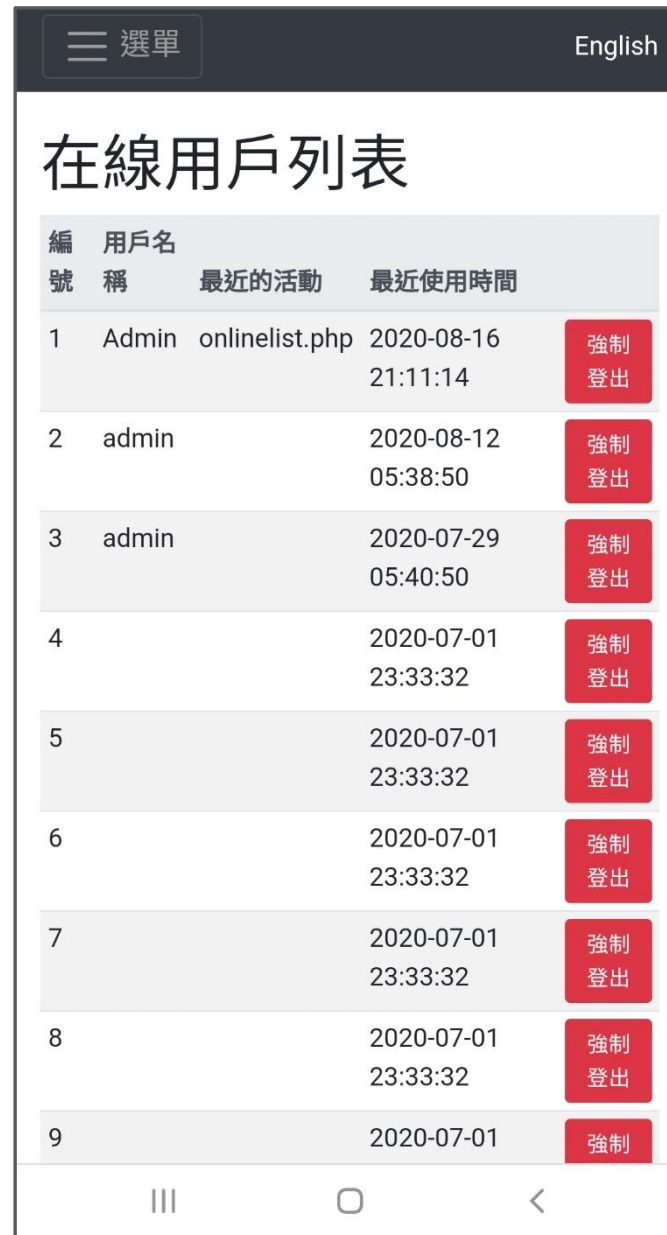 選單
English
在線用戶列表
編號 用戶名稱 最近的活動 最近使用時間
1 Admin onlinelist.php 2020-08-16 21:11:14 強制登出
2 admin 2020-08-12 05:38:50 強制登出
3 admin 2020-07-29 05:40:50 強制登出
4 2020-07-01 23:33:32 強制登出
5 2020-07-01 23:33:32 強制登出
6 2020-07-01 23:33:32 強制登出
7 2020-07-01 23:33:32 強制登出
8 2020-07-01 23:33:32 強制登出
9 2020-07-01 強制